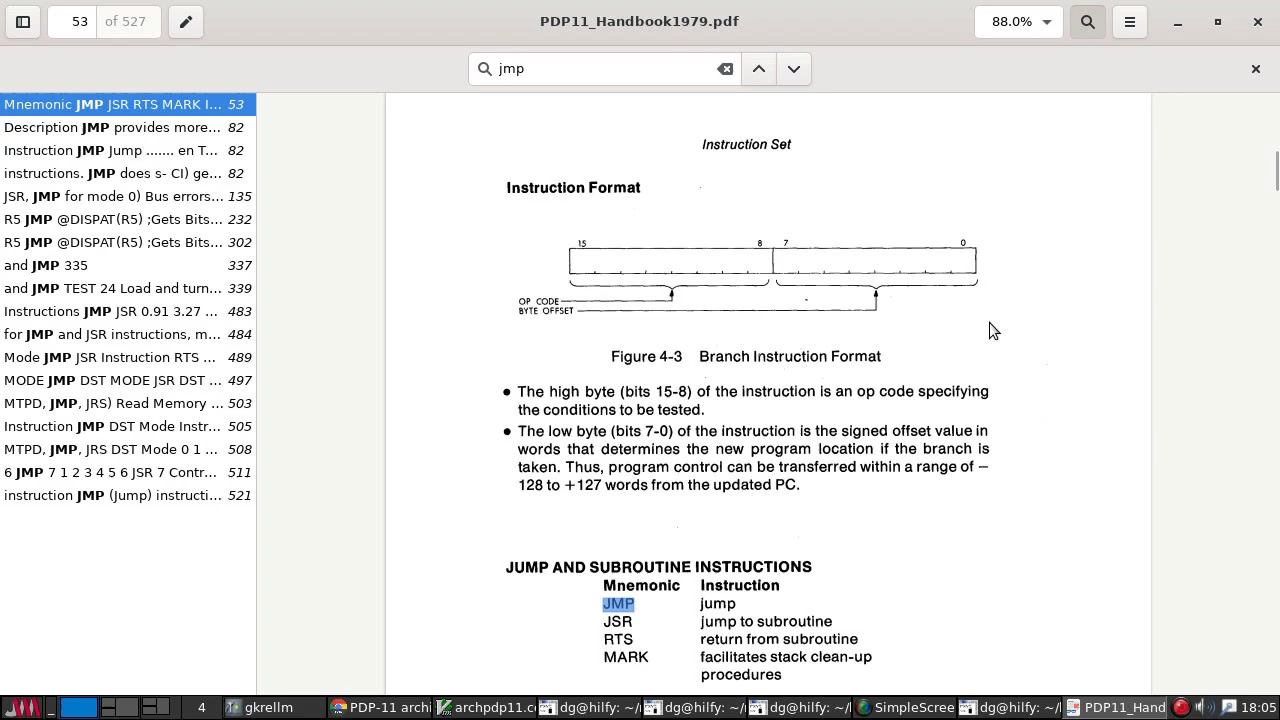 53 of 527
PDP11_Handbook1979.pdf
88.0%
jmp
Mnemonic JMP JSR RTS MARK I... 53
Description JMP provides more... 82
Instruction JMP Jump ....... en T... 82
instructions. JMP does s- CI) ge... 82
JSR, JMP for mode 0) Bus errors... 135
R5 JMP @DISPAT(R5) ;Gets Bits... 232
R5 JMP @DISPAT(R5) ;Gets Bits... 302
and JMP 335 337
and JMP TEST 24 Load and turn... 339
Instructions JMP JSR 0.91 3.27 ... 483
for JMP and JSR instructions, m... 484
Mode JMP JSR Instruction RTS ... 489
MODE JMP DST MODE JSR DST ... 497
MTPD, JMP, JRS) Read Memory ... 503
Instruction JMP DST Mode Instr... 505
MTPD, JMP, JRS DST Mode 0 1 ... 508
6 JMP 7 1 2 3 4 5 6 JSR 7 Contr... 511
instruction JMP (Jump) instructi... 521
Instruction Set
Instruction Format
15 8 7 0
OP CODE
BYTE OFFSET
Figure 4-3 Branch Instruction Format
● The high byte (bits 15-8) of the instruction is an op code specifying
the conditions to be tested.
● The low byte (bits 7-0) of the instruction is the signed offset value in
words that determines the new program location if the branch is
taken. Thus, program control can be transferred within a range of –
128 to +127 words from the updated PC.
JUMP AND SUBROUTINE INSTRUCTIONS
Mnemonic Instruction
JMP jump
JSR jump to subroutine
RTS return from subroutine
MARK facilitates stack clean-up
procedures
4 gkrellm PDP-11 archi archpdp11.c dg@hilfy: ~/ dg@hilfy: ~/ dg@hilfy: ~/ SimpleScree dg@hilfy: ~/ PDP11_Hand 18:05